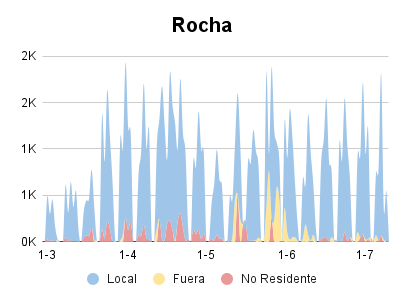 Rocha
2K
2K
1K
1K
0K
1-3 1-4 1-5 1-6 1-7
Local Fuera No Residente